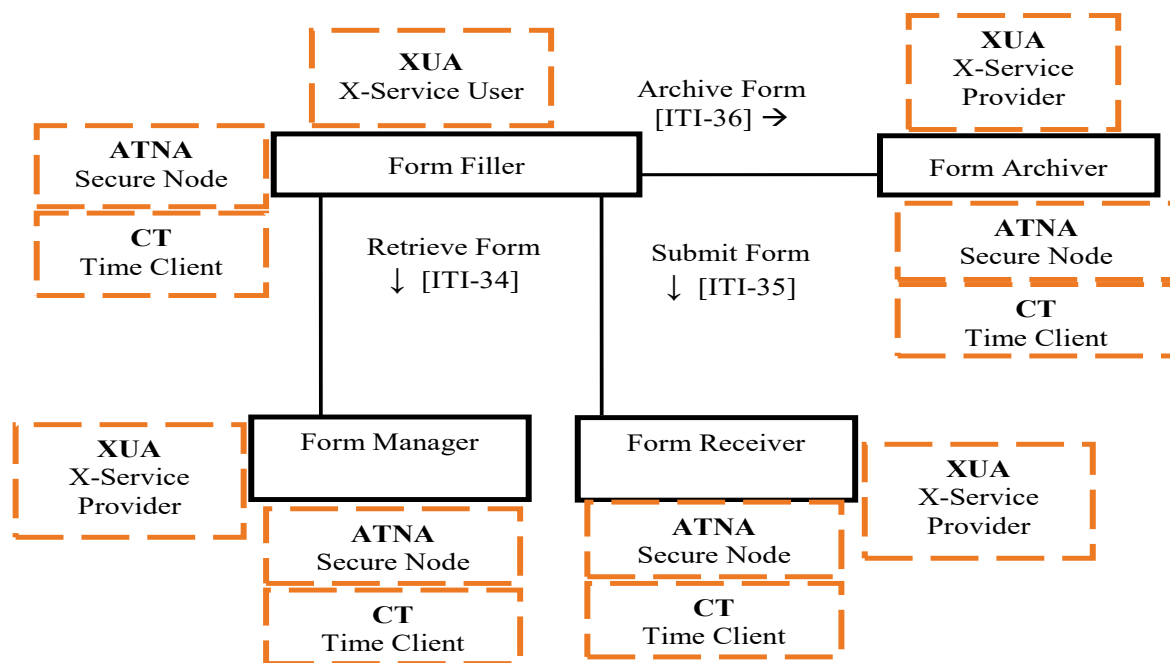 XUA
X-Service User
Archive Form
[ITI-36] →
XUA
X-Service
Provider
ATNA
Secure Node
Form Filler
Form Archiver
CT
Time Client
Retrieve Form
↓ [ITI-34]
Submit Form
↓ [ITI-35]
ATNA
Secure Node
CT
Time Client
XUA
X-Service
Provider
Form Manager
Form Receiver
XUA
X-Service
Provider
ATNA
Secure Node
CT
Time Client
ATNA
Secure Node
CT
Time Client